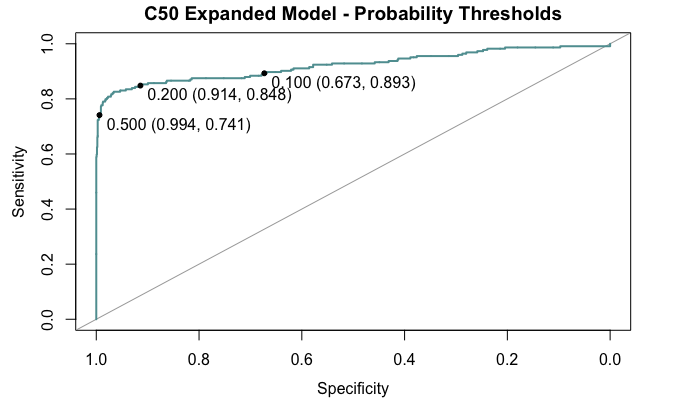 C50 Expanded Model - Probability Thresholds
Sensitivity
1.0
0.8
0.6
0.4
0.2
0.0
0.100 (0.673, 0.893)
0.200 (0.914, 0.848)
0.500 (0.994, 0.741)
1.0 0.8 0.6 0.4 0.2 0.0
Specificity